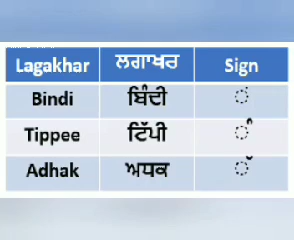 Lagakhar ਲਗਾਖਰ Sign
Bindi ਬਿੰਦੀ ਂ
Tippee ਟਿੱਪੀ ੰ
Adhak ਅਧਕ ੱ